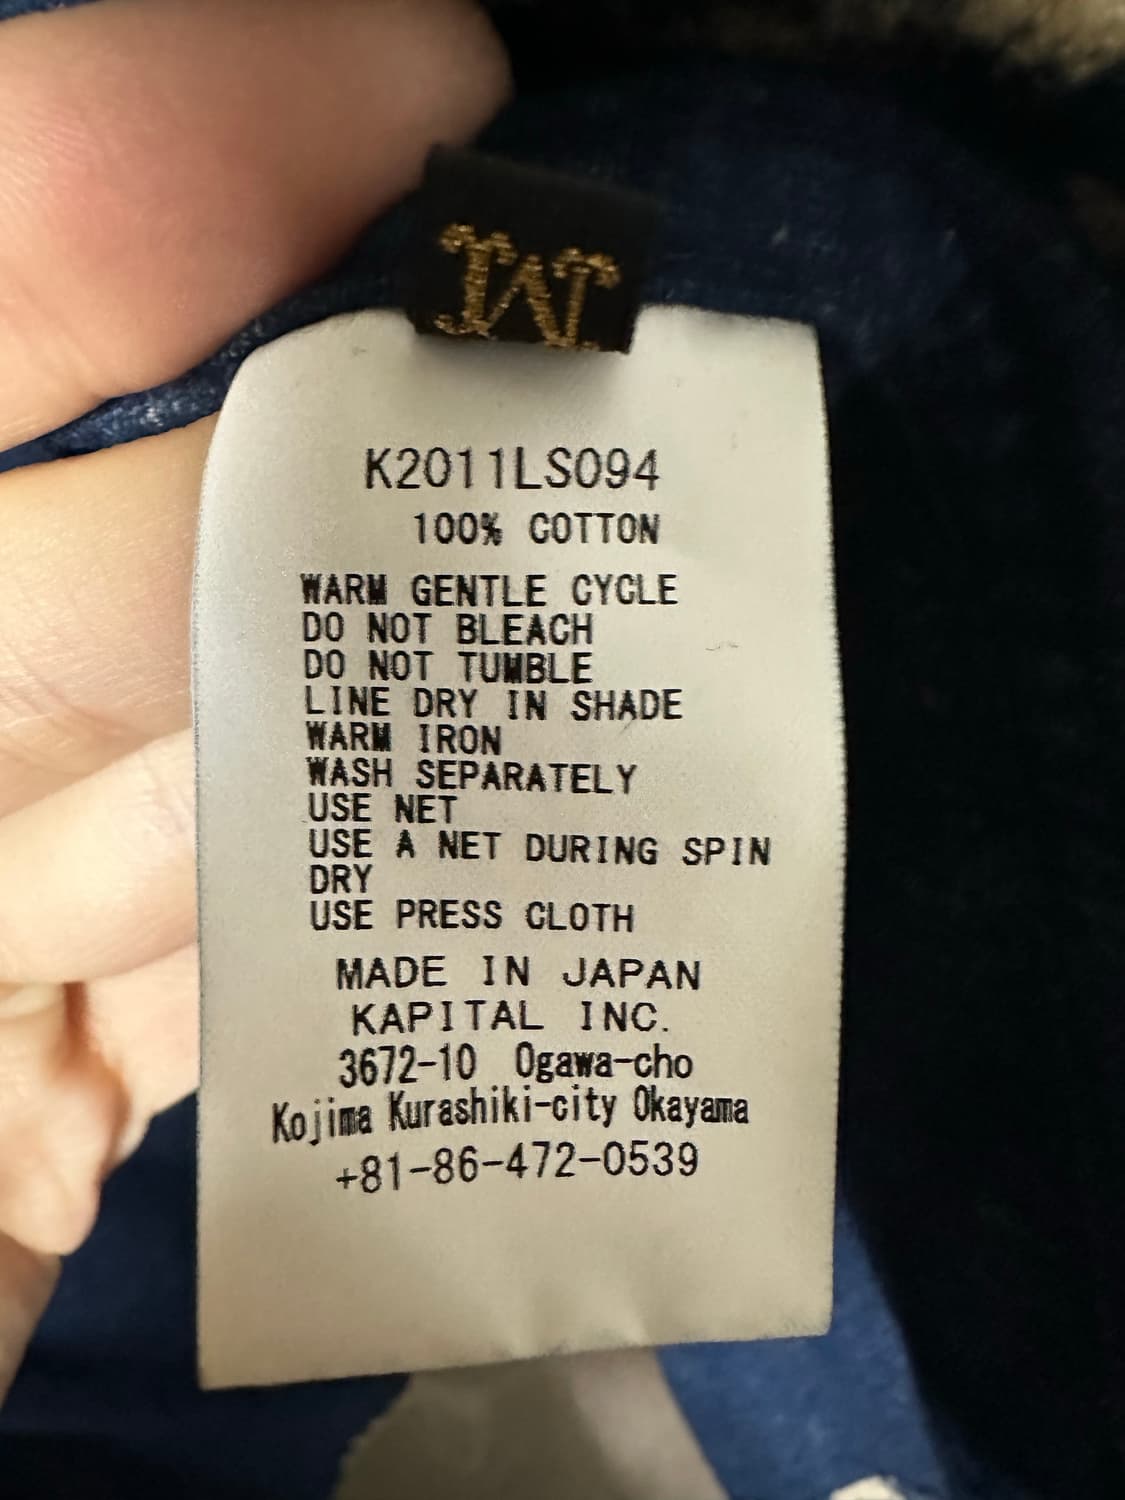 M
K2011LS094
100% COTTON
WARM GENTLE CYCLE
DO NOT BLEACH
DO NOT TUMBLE
LINE DRY IN SHADE
WARM IRON
WASH SEPARATELY
USE NET
USE A NET DURING SPIN
DRY
USE PRESS CLOTH
MADE IN JAPAN
KAPITAL INC.
3672-10 Ogawa-cho
Kojima Kurashiki-city Okayama
+81-86-472-0539